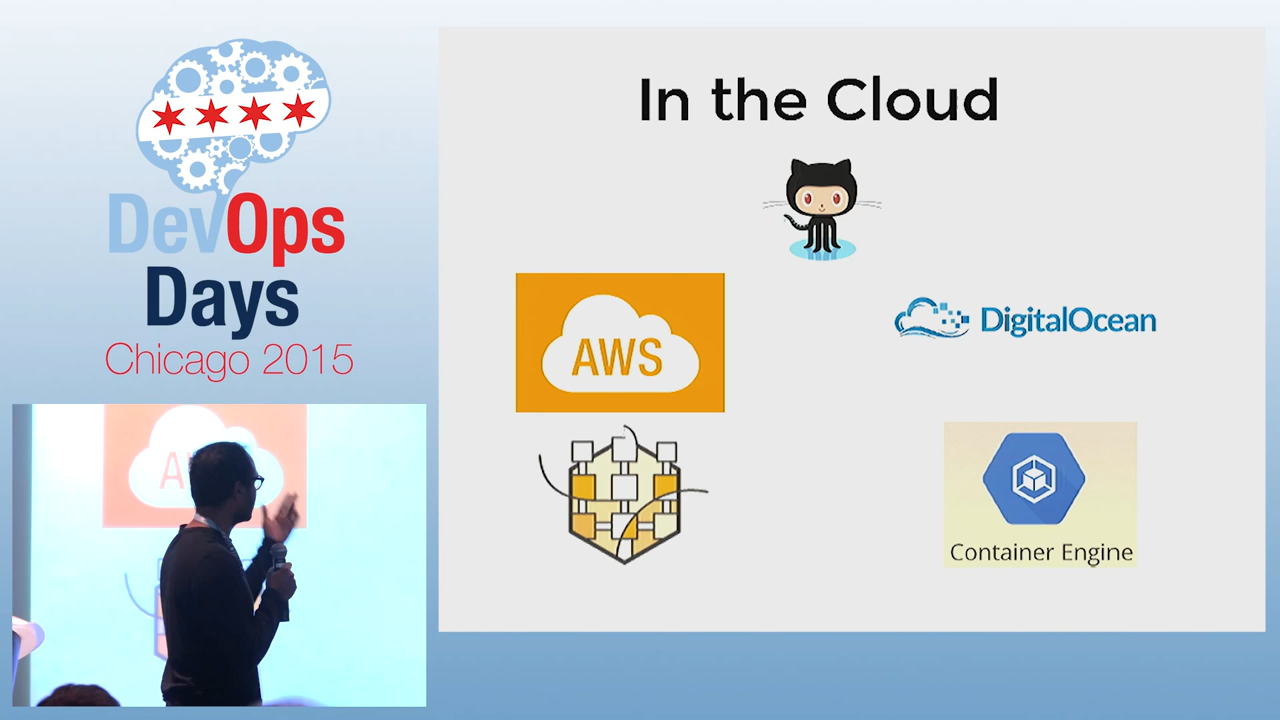 DevOps
Days
Chicago 2015
In the Cloud
AWS
DigitalOcean
Container Engine